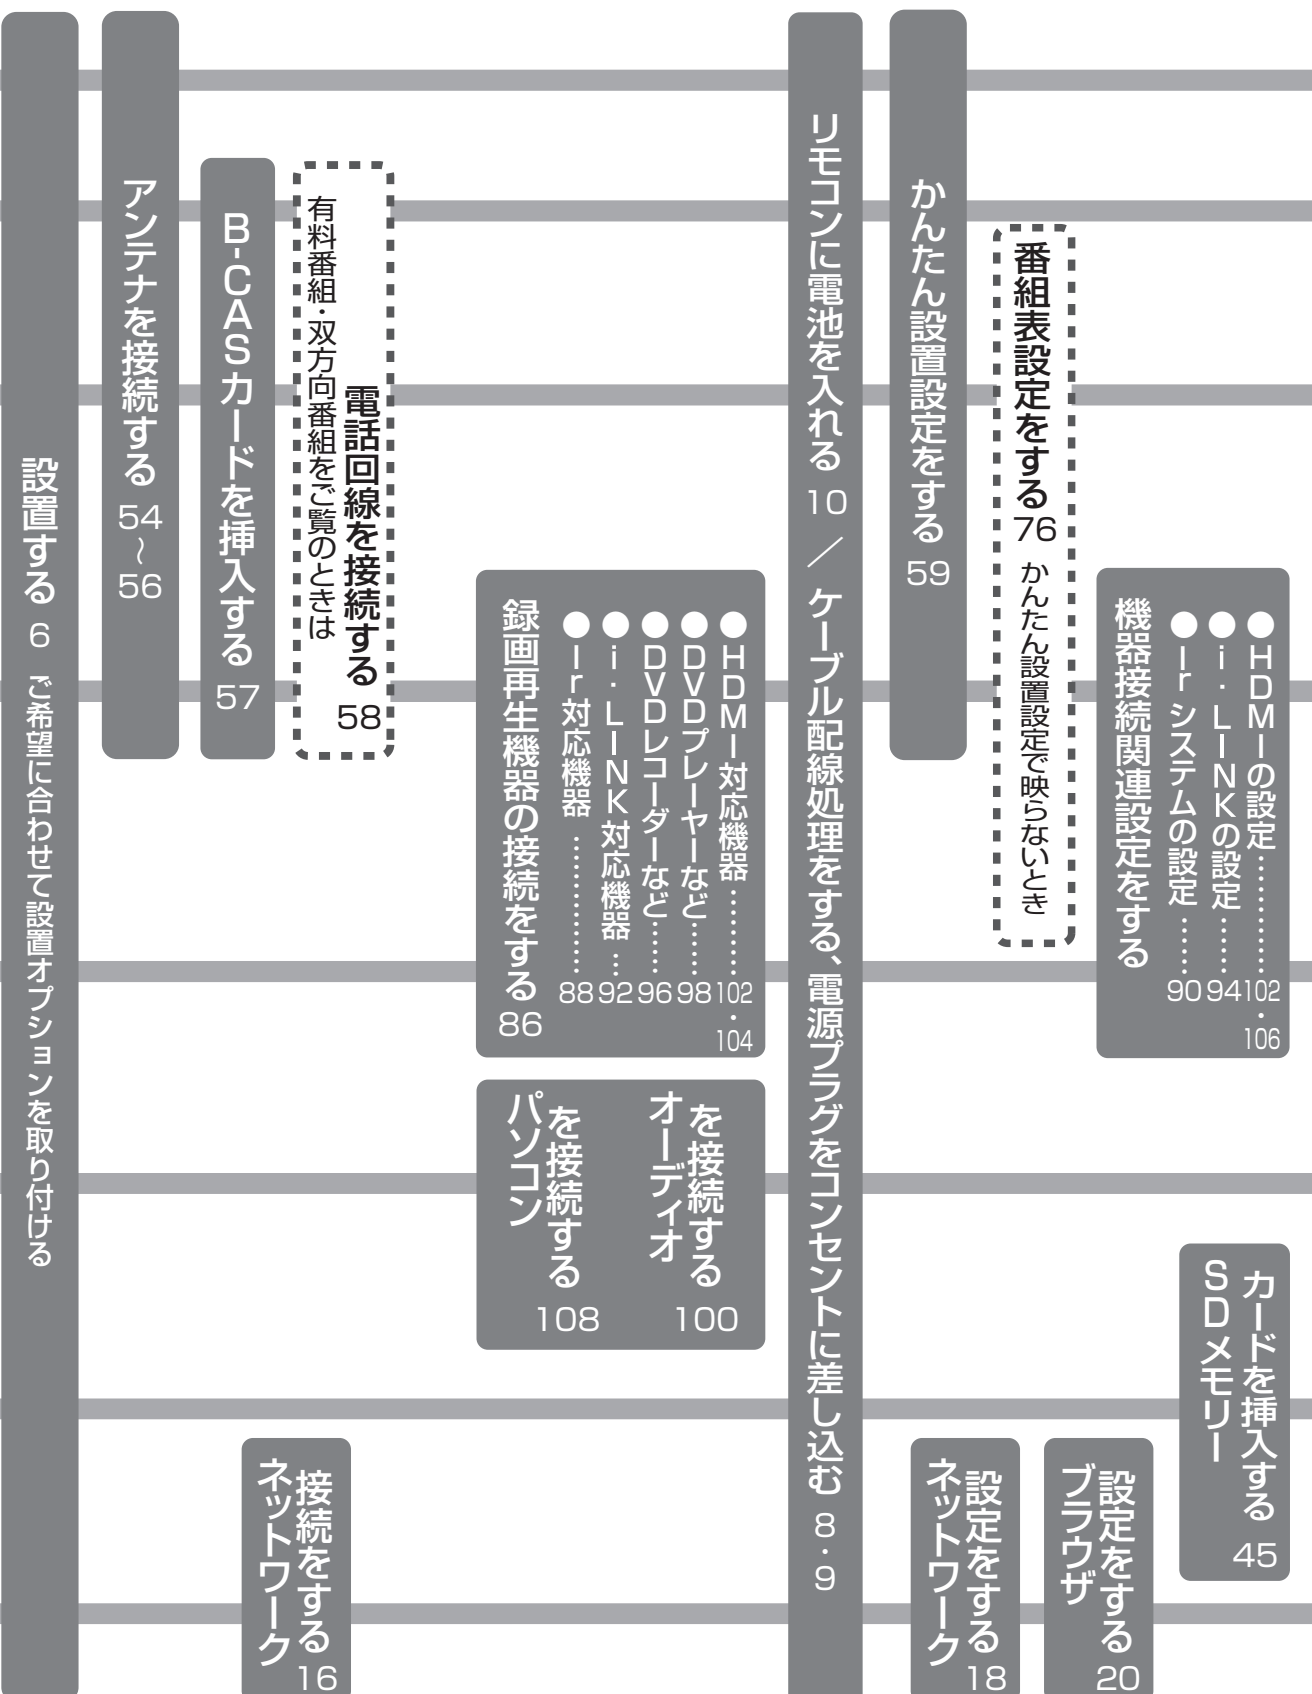 設置する 6 ご希望に合わせて設置オプションを取り付ける
アンテナを接続する 54～56
B-CASカードを挿入する 57
有料番組・双方向番組をご覧のときは
電話回線を接続する 58
ネットワーク
接続をする 16
録画再生機器の接続をする 86
●Ir対応機器 …………… 88
●i.LINK対応機器 … 92
●DVDレコーダーなど…… 96
●DVDプレーヤーなど…… 98
●HDMI対応機器……… 102・104
パソコン
を接続する 108
オーディオ
を接続する 100
リモコンに電池を入れる 10 ／ ケーブル配線処理をする、電源プラグをコンセントに差し込む 8・9
かんたん設置設定をする 59
番組表設定をする 76 かんたん設置設定で映らないとき
ネットワーク
設定をする 18
ブラウザ
設定をする 20
機器接続関連設定をする
●Irシステムの設定 …… 90
●i.LINKの設定 …… 94
●HDMIの設定………… 102・106
SDメモリー
カードを挿入する 45